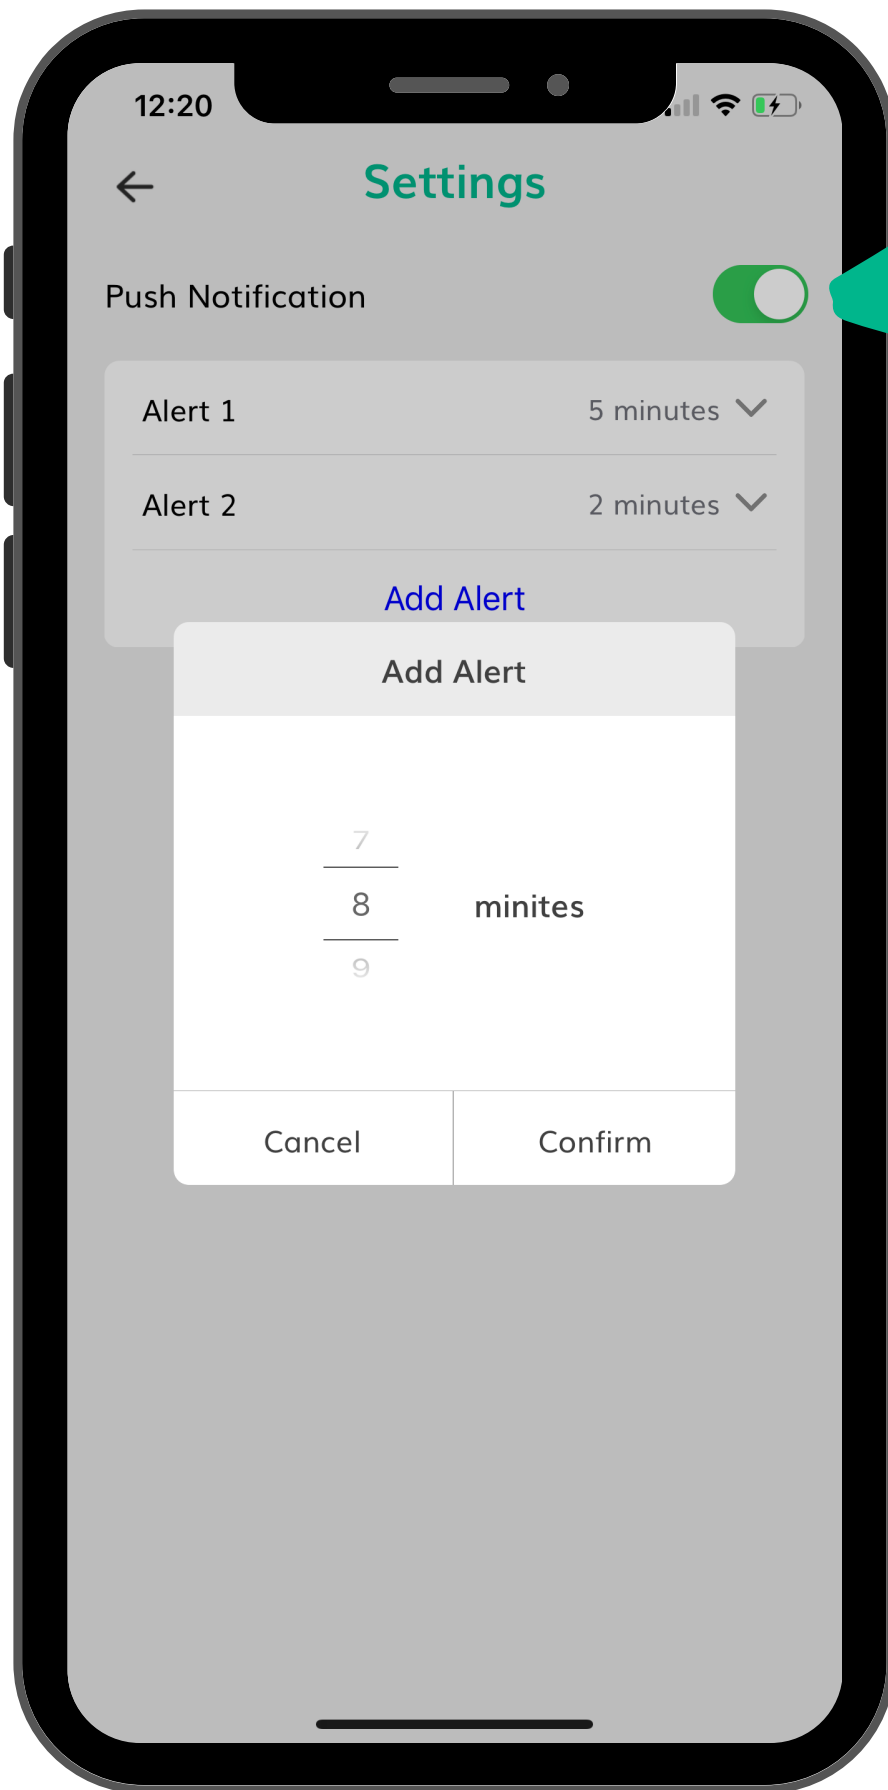 12:20
Settings
Push Notification
Alert 1 5 minutes
Alert 2 2 minutes
Add Alert
Add Alert
7
8 minites
9
Cancel Confirm